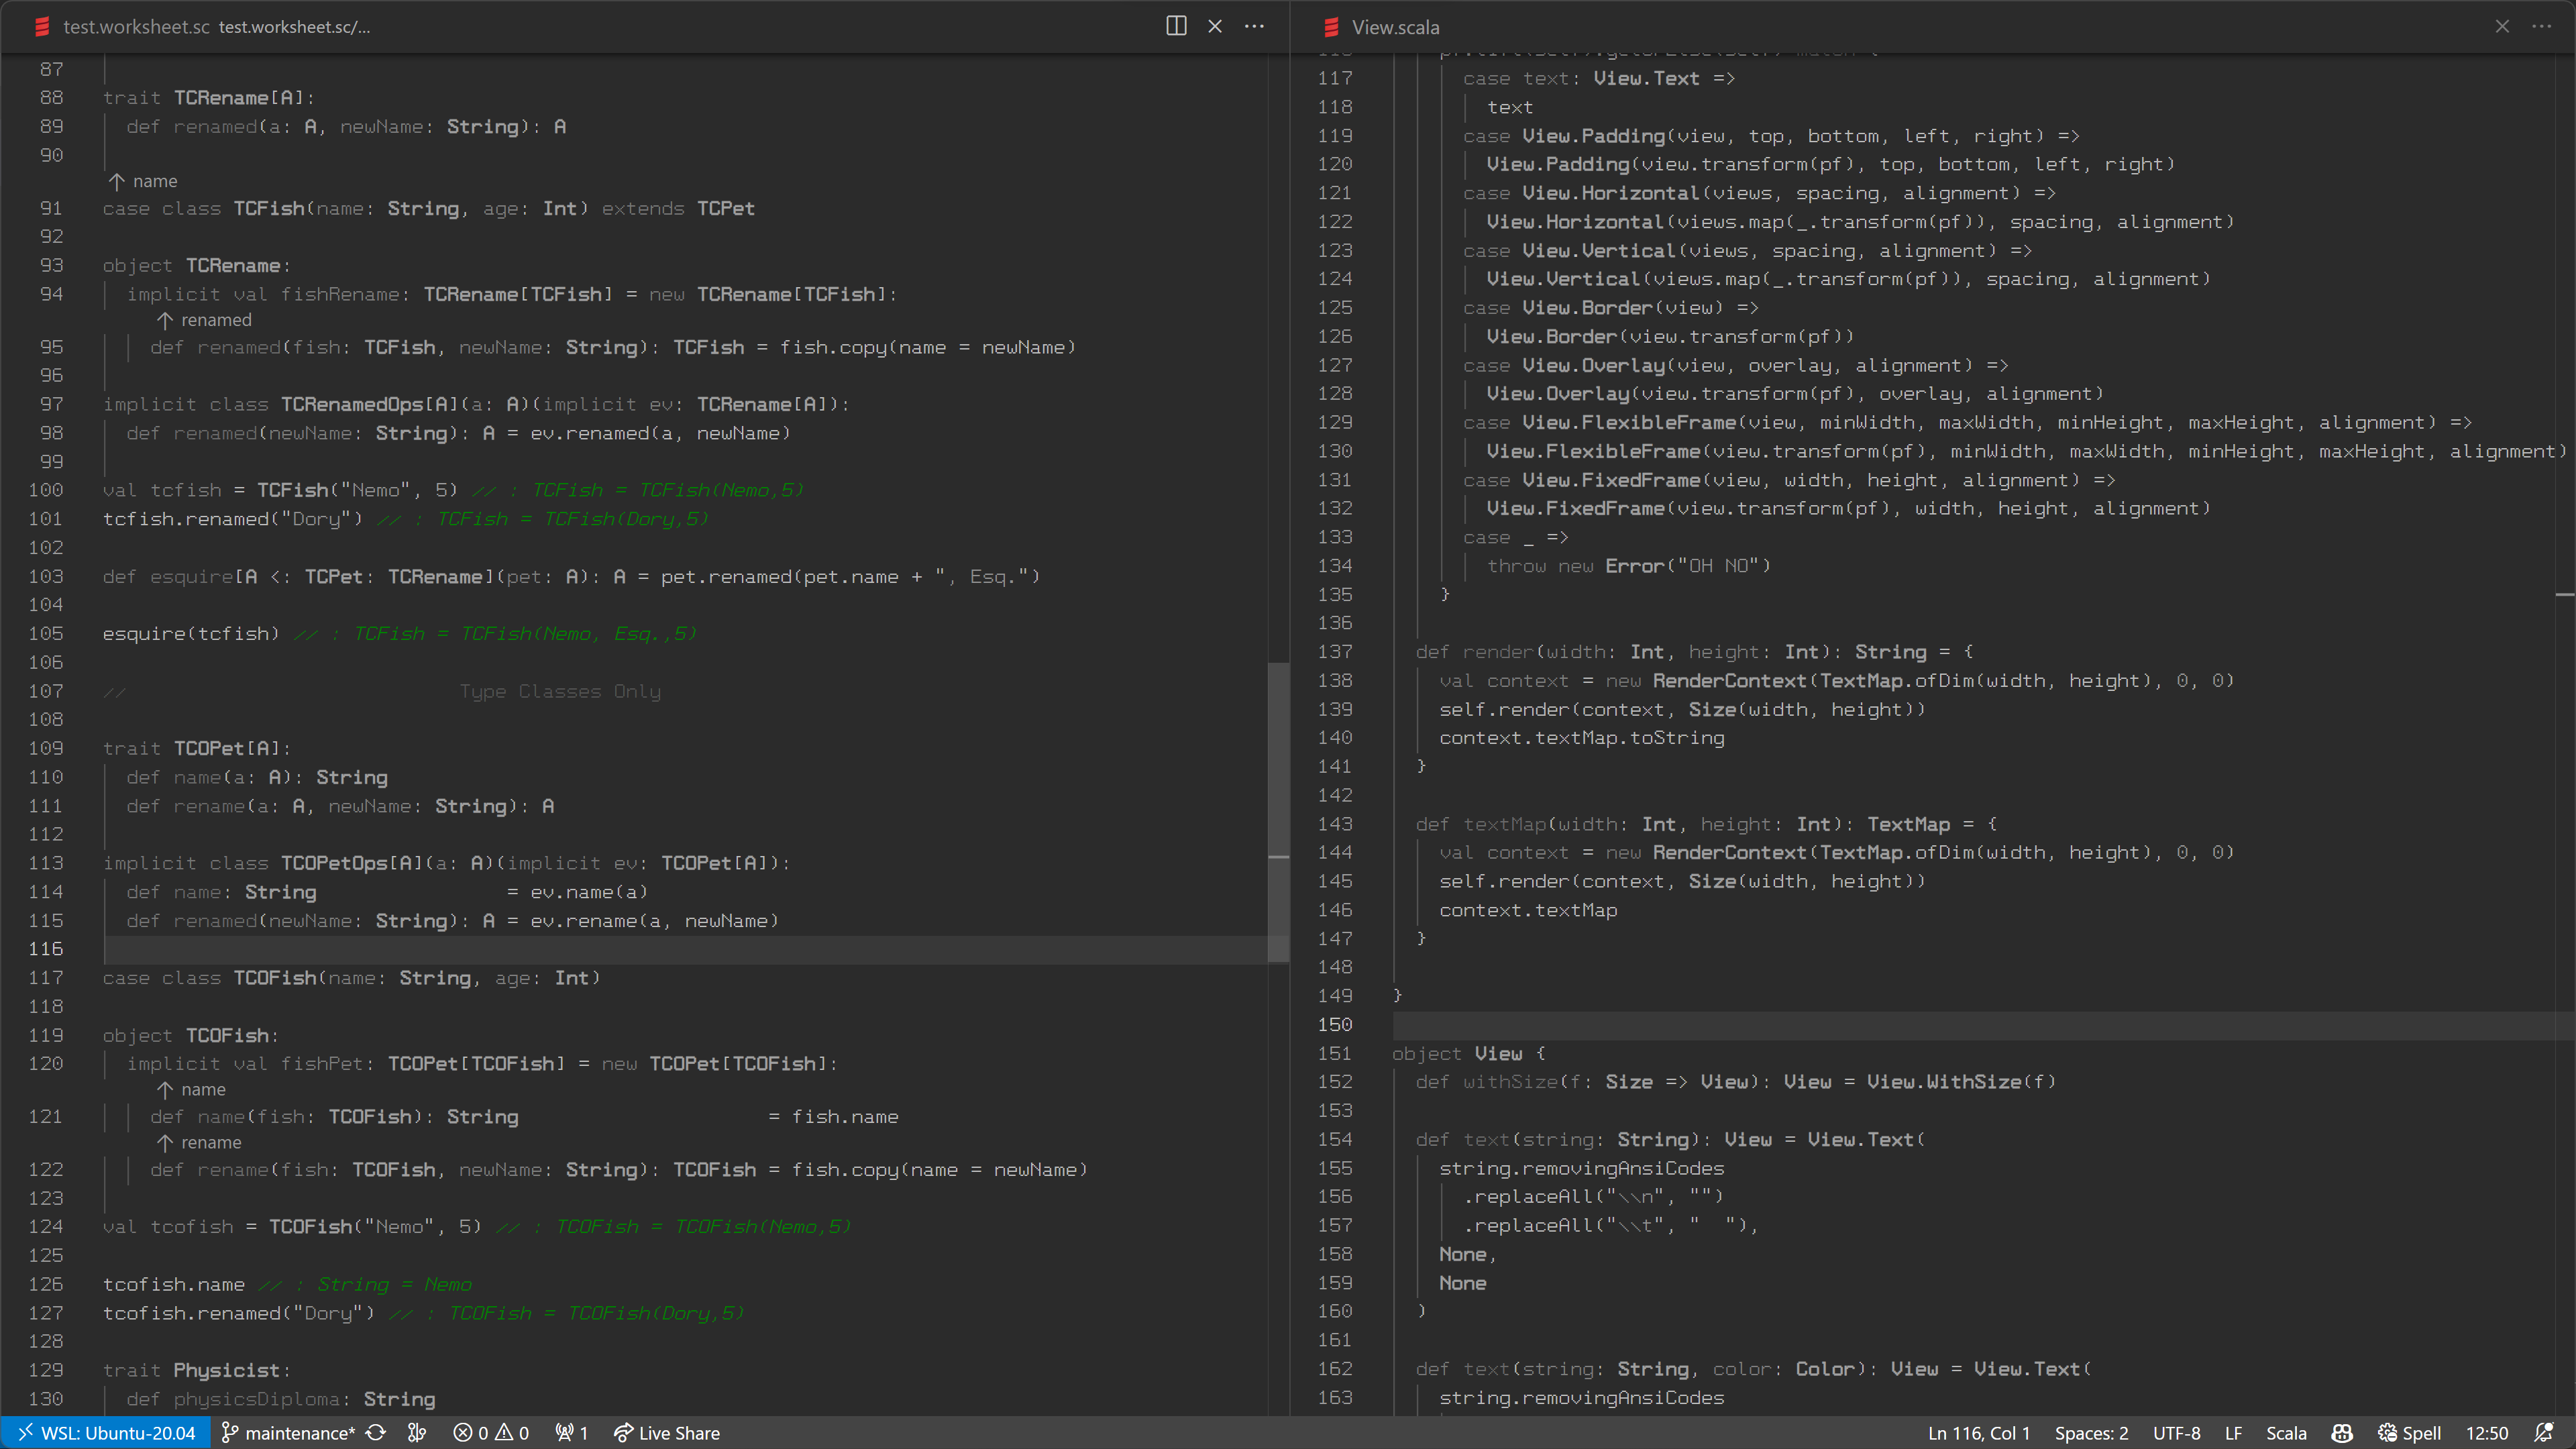 test.worksheet.sc test.worksheet.sc/...
87
88 trait TCRename[A]:
89 def renamed(a: A, newName: String): A
90
↑ name
91 case class TCFish(name: String, age: Int) extends TCPet
92
93 object TCRename:
94 implicit val fishRename: TCRename[TCFish] = new TCRename[TCFish]:
↑ renamed
95 def renamed(fish: TCFish, newName: String): TCFish = fish.copy(name = newName)
96
97 implicit class TCRenamedOps[A](a: A)(implicit ev: TCRename[A]):
98 def renamed(newName: String): A = ev.renamed(a, newName)
99
100 val tcfish = TCFish("Nemo", 5) // : TCFish = TCFish(Nemo,5)
101 tcfish.renamed("Dory") // : TCFish = TCFish(Dory,5)
102
103 def esquire[A <: TCPet: TCRename](pet: A): A = pet.renamed(pet.name + ", Esq.")
104
105 esquire(tcfish) // : TCFish = TCFish(Nemo, Esq.,5)
106
107 // Type Classes Only
108
109 trait TCOPet[A]:
110 def name(a: A): String
111 def rename(a: A, newName: String): A
112
113 implicit class TCOPetOps[A](a: A)(implicit ev: TCOPet[A]):
114 def name: String = ev.name(a)
115 def renamed(newName: String): A = ev.rename(a, newName)
116
117 case class TCOFish(name: String, age: Int)
118
119 object TCOFish:
120 implicit val fishPet: TCOPet[TCOFish] = new TCOPet[TCOFish]:
↑ name
121 def name(fish: TCOFish): String = fish.name
↑ rename
122 def rename(fish: TCOFish, newName: String): TCOFish = fish.copy(name = newName)
123
124 val tcofish = TCOFish("Nemo", 5) // : TCOFish = TCOFish(Nemo,5)
125
126 tcofish.name // : String = Nemo
127 tcofish.renamed("Dory") // : TCOFish = TCOFish(Dory,5)
128
129 trait Physicist:
130 def physicsDiploma: String
View.scala
117 case text: View.Text =>
118 text
119 case View.Padding(view, top, bottom, left, right) =>
120 View.Padding(view.transform(pf), top, bottom, left, right)
121 case View.Horizontal(views, spacing, alignment) =>
122 View.Horizontal(views.map(_.transform(pf)), spacing, alignment)
123 case View.Vertical(views, spacing, alignment) =>
124 View.Vertical(views.map(_.transform(pf)), spacing, alignment)
125 case View.Border(view) =>
126 View.Border(view.transform(pf))
127 case View.Overlay(view, overlay, alignment) =>
128 View.Overlay(view.transform(pf), overlay, alignment)
129 case View.FlexibleFrame(view, minWidth, maxWidth, minHeight, maxHeight, alignment) =>
130 View.FlexibleFrame(view.transform(pf), minWidth, maxWidth, minHeight, maxHeight, alignment)
131 case View.FixedFrame(view, width, height, alignment) =>
132 View.FixedFrame(view.transform(pf), width, height, alignment)
133 case _ =>
134 throw new Error("OH NO")
135 }
136
137 def render(width: Int, height: Int): String = {
138 val context = new RenderContext(TextMap.ofDim(width, height), 0, 0)
139 self.render(context, Size(width, height))
140 context.textMap.toString
141 }
142
143 def textMap(width: Int, height: Int): TextMap = {
144 val context = new RenderContext(TextMap.ofDim(width, height), 0, 0)
145 self.render(context, Size(width, height))
146 context.textMap
147 }
148
149 }
150
151 object View {
152 def withSize(f: Size => View): View = View.WithSize(f)
153
154 def text(string: String): View = View.Text(
155 string.removingAnsiCodes
156 .replaceAll("\\n", "")
157 .replaceAll("\\t", "  "),
158 None,
159 None
160 )
161
162 def text(string: String, color: Color): View = View.Text(
163 string.removingAnsiCodes
WSL: Ubuntu-20.04 maintenance* 0 0 1 Live Share Ln 116, Col 1 Spaces: 2 UTF-8 LF Scala Spell 12:50